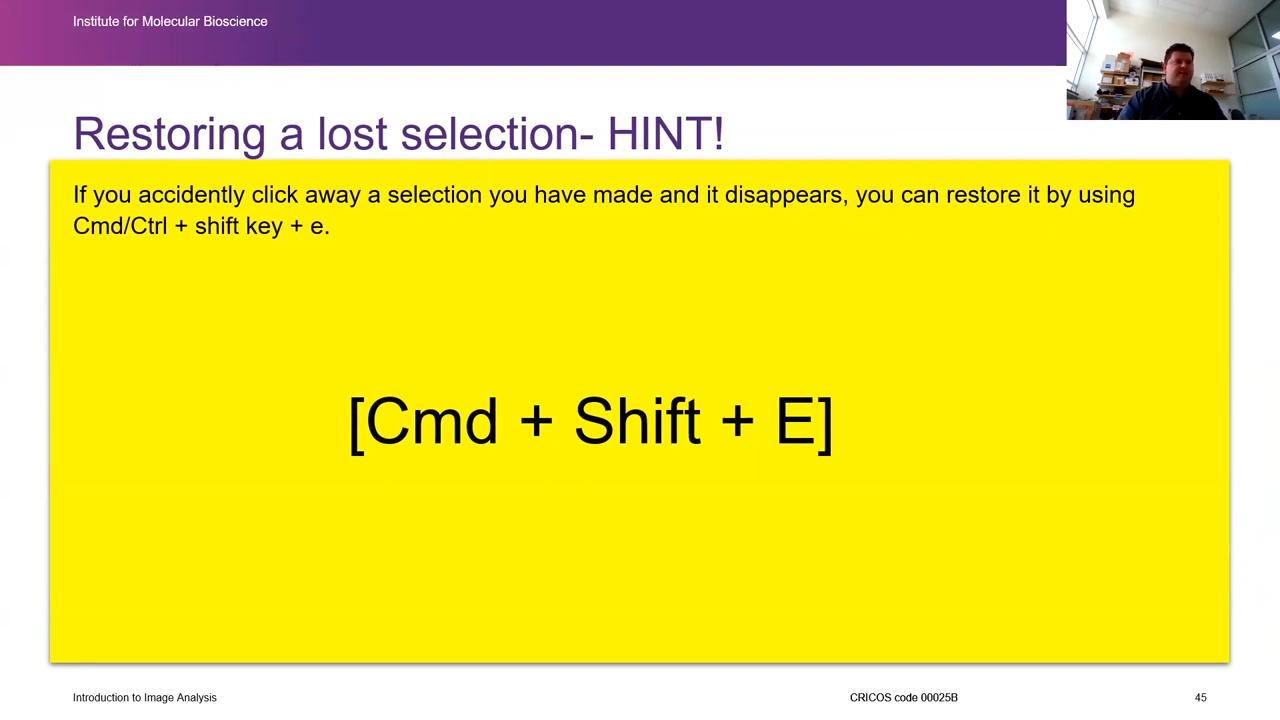 Institute for Molecular Bioscience
Restoring a lost selection- HINT!
If you accidently click away a selection you have made and it disappears, you can restore it by using
Cmd/Ctrl + shift key + e.
[Cmd + Shift + E]
Introduction to Image Analysis
CRICOS code 00025B
45